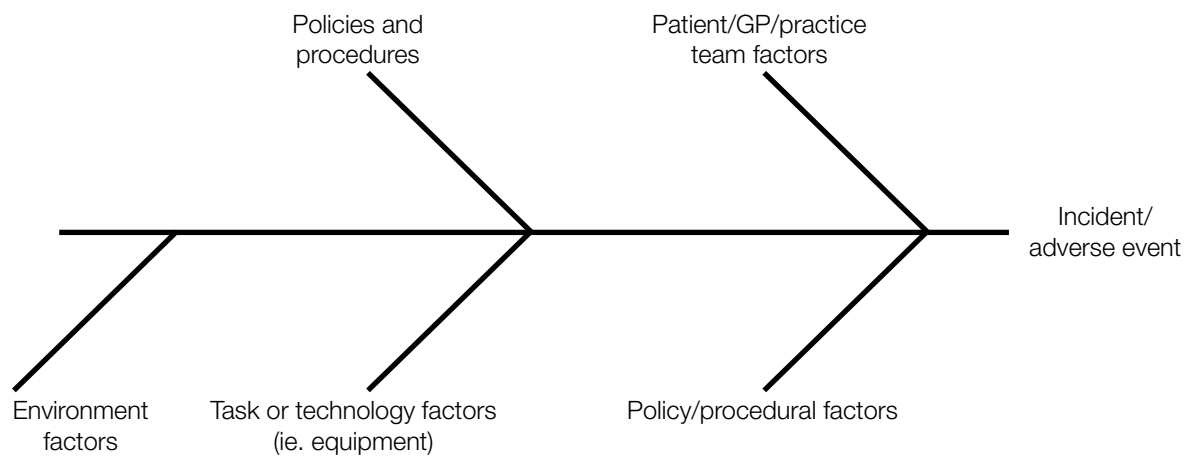 Policies and
procedures
Patient/GP/practice
team factors
Incident/
adverse event
Environment
factors
Task or technology factors
(ie. equipment)
Policy/procedural factors